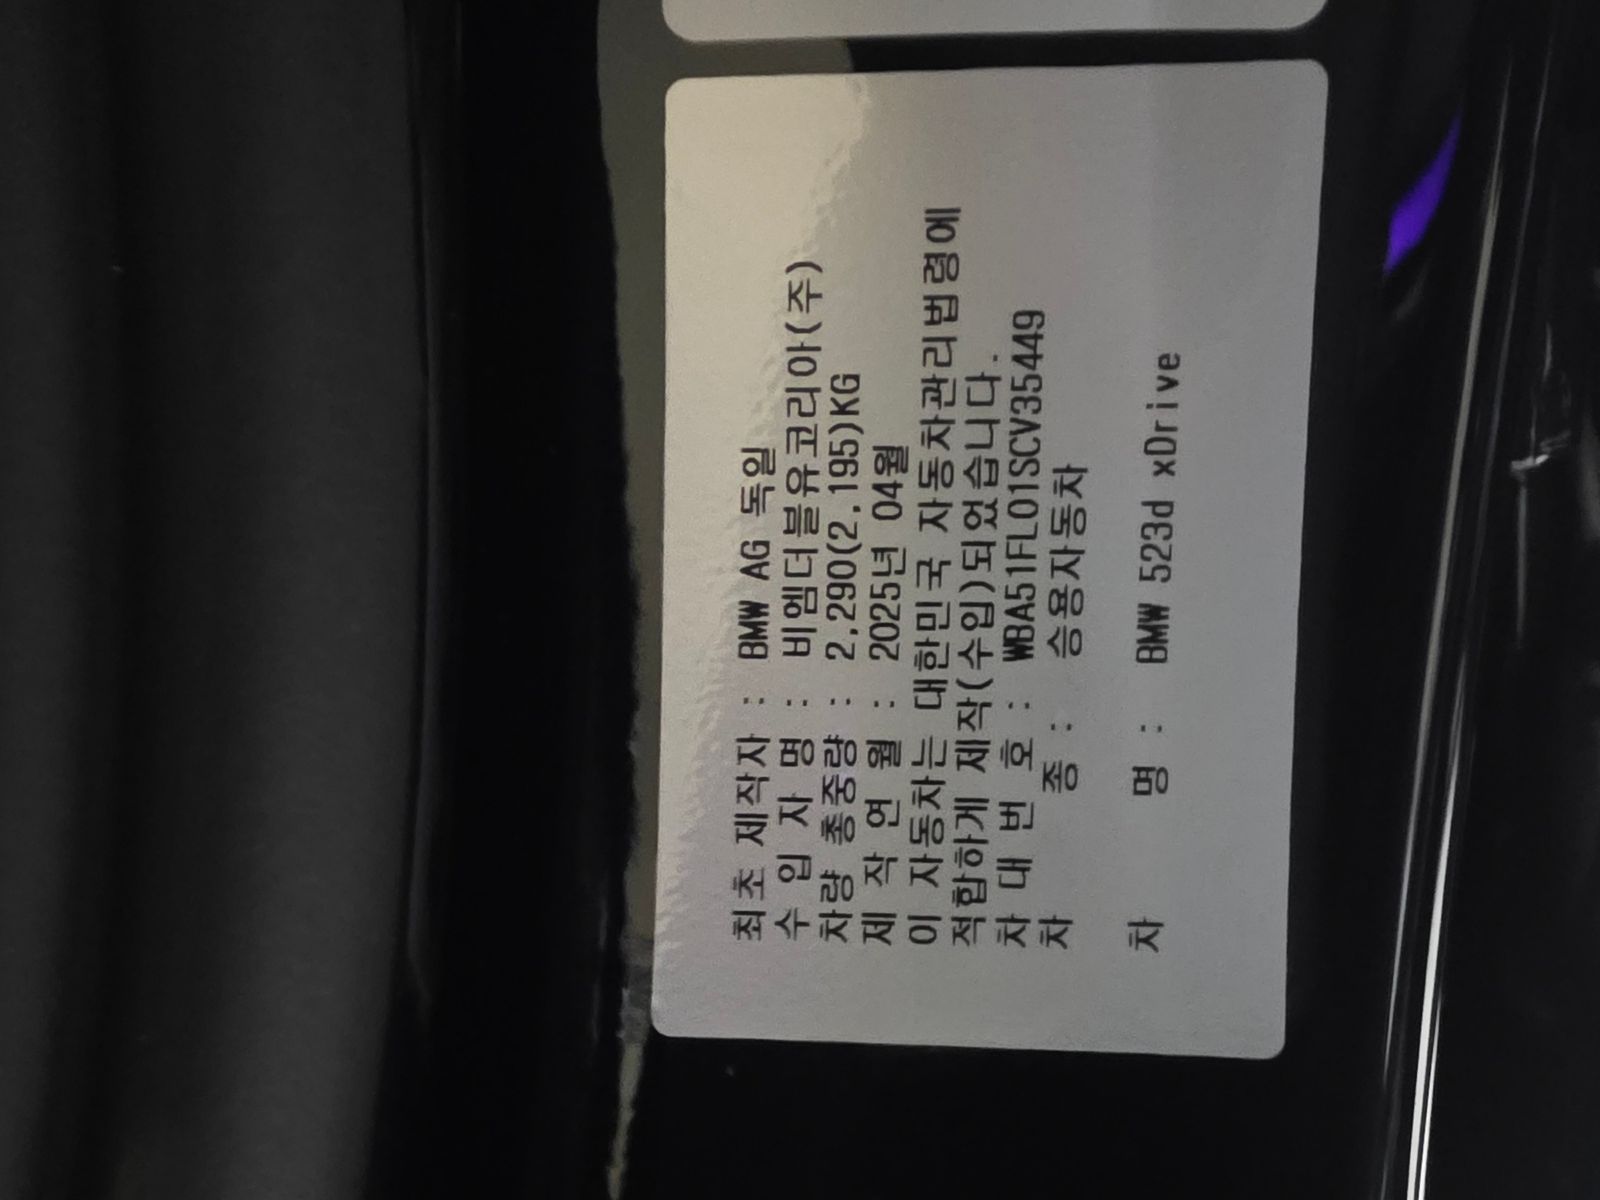 최초 제작자 : BMW AG 독일
수 입 자 명 : 비엠더블유코리아(주)
차량 총중량 : 2,290(2,195)KG
제 작 연 월 : 2025년 04월
이 자동차는 대한민국 자동차관리법령에
적합하게 제작(수입)되었습니다.
차 대 번 호 : WBA51FL01SCV35449
차 종 : 승용자동차
차 명 : BMW 523d xDrive